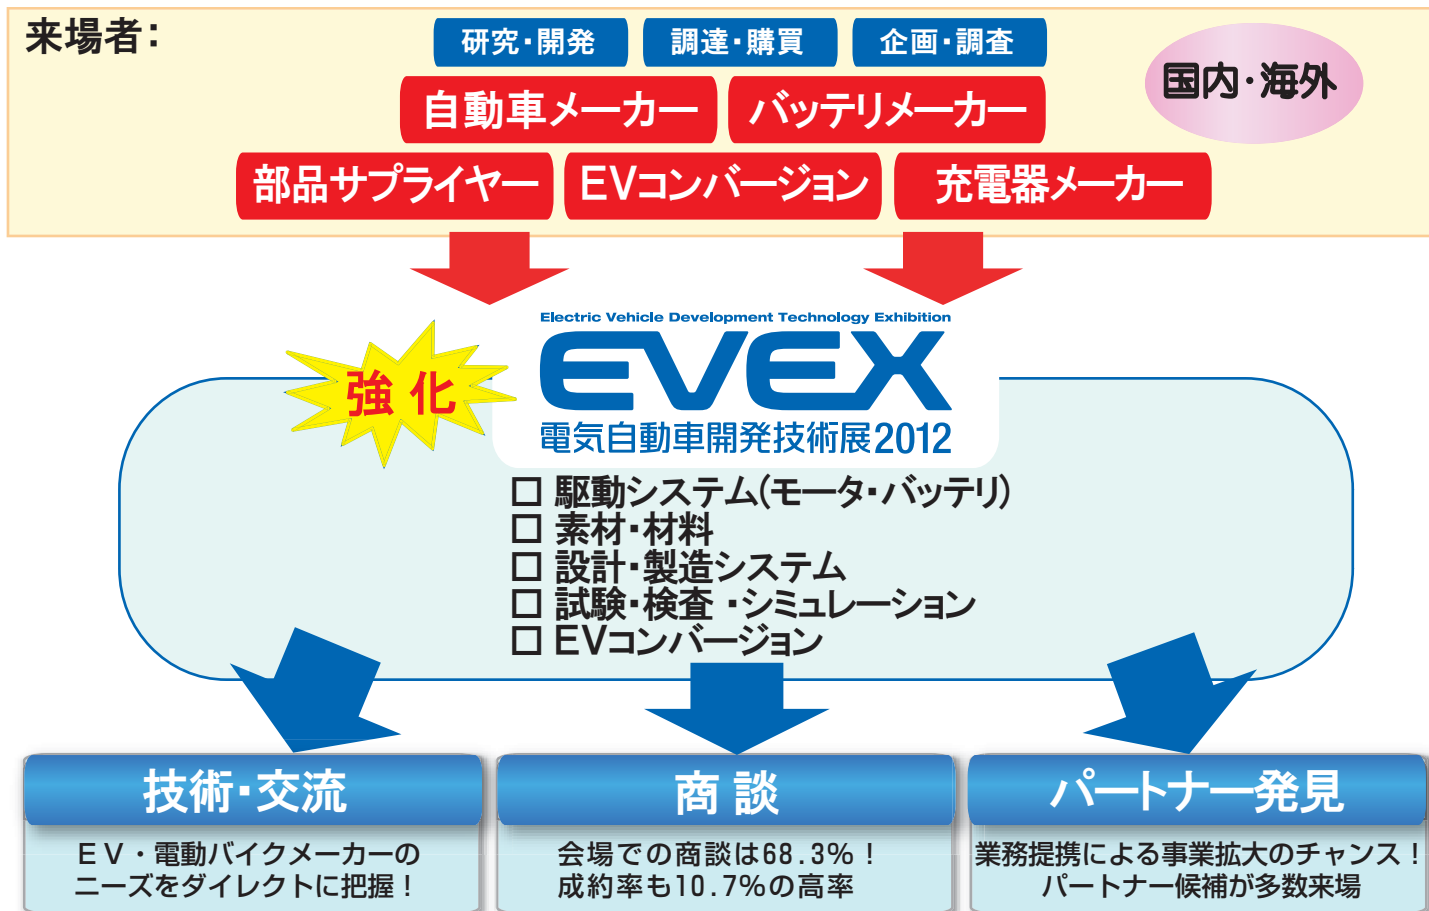 来場者：
研究・開発
調達・購買
企画・調査
国内・海外
自動車メーカー
バッテリメーカー
部品サプライヤー
EVコンバージョン
充電器メーカー
Electric Vehicle Development Technology Exhibition
EVEX
強化
電気自動車開発技術展2012
□ 駆動システム(モータ・バッテリ)
□ 素材・材料
□ 設計・製造システム
□ 試験・検査 ・シミュレーション
□ EVコンバージョン
技術・交流
ＥＶ・電動バイクメーカーの
ニーズをダイレクトに把握！
商 談
会場での商談は68.3%！
成約率も10.7%の高率
パートナー発見
業務提携による事業拡大のチャンス！
パートナー候補が多数来場